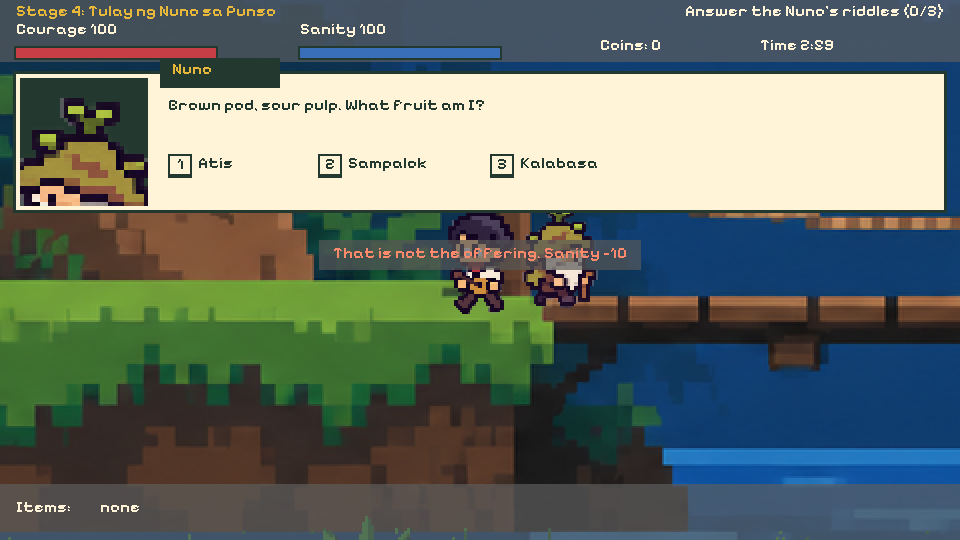 Stage 4: Tulay ng Nuno sa Punso
Answer the Nuno's riddles (0/3)
Courage 100
Sanity 100
Coins: 0
Time 2:59
Nuno
Brown pod, sour pulp. What fruit am I?
1 Atis
2 Sampalok
3 Kalabasa
That is not the offering. Sanity -10
Items: none